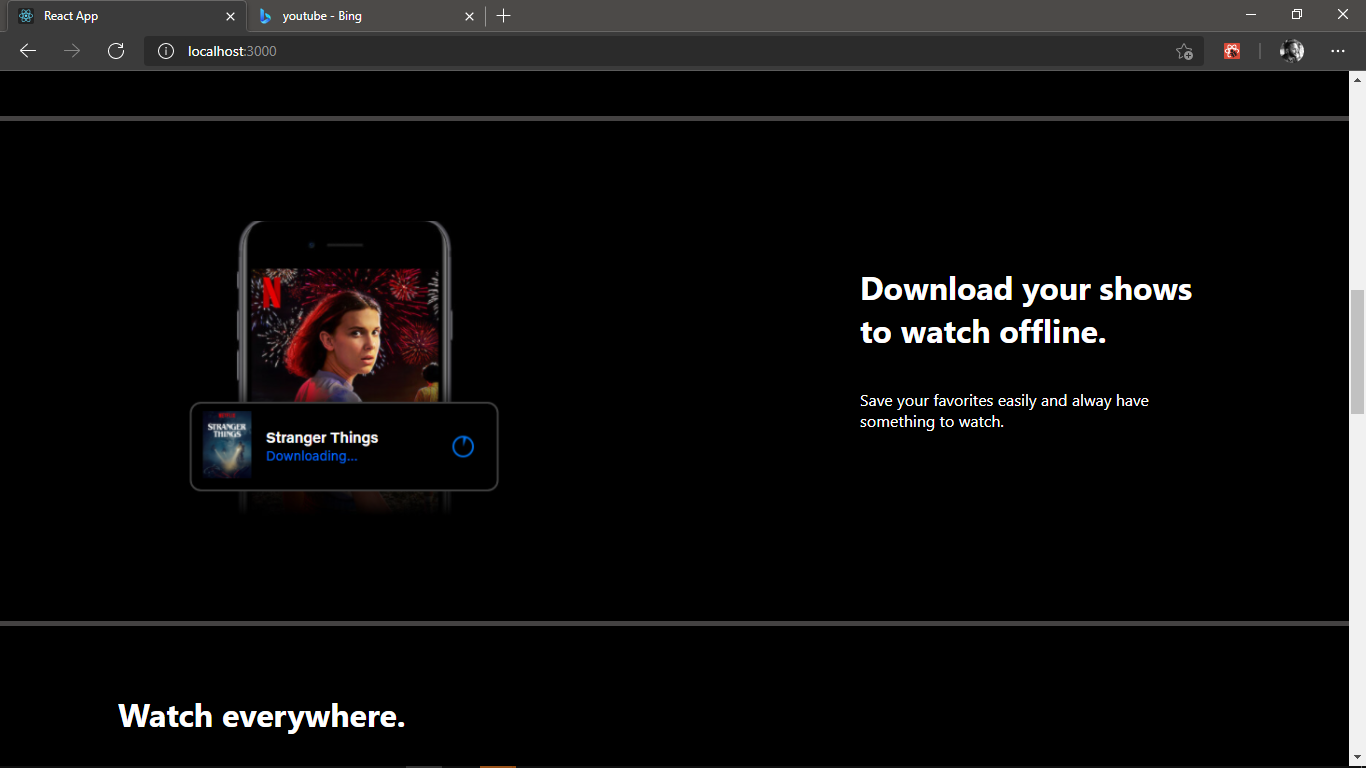 React App
youtube - Bing
localhost:3000
N
Download your shows
to watch offline.
Save your favorites easily and alway have
something to watch.
NETFLIX
STRANGER
THINGS
Stranger Things
Downloading...
Watch everywhere.